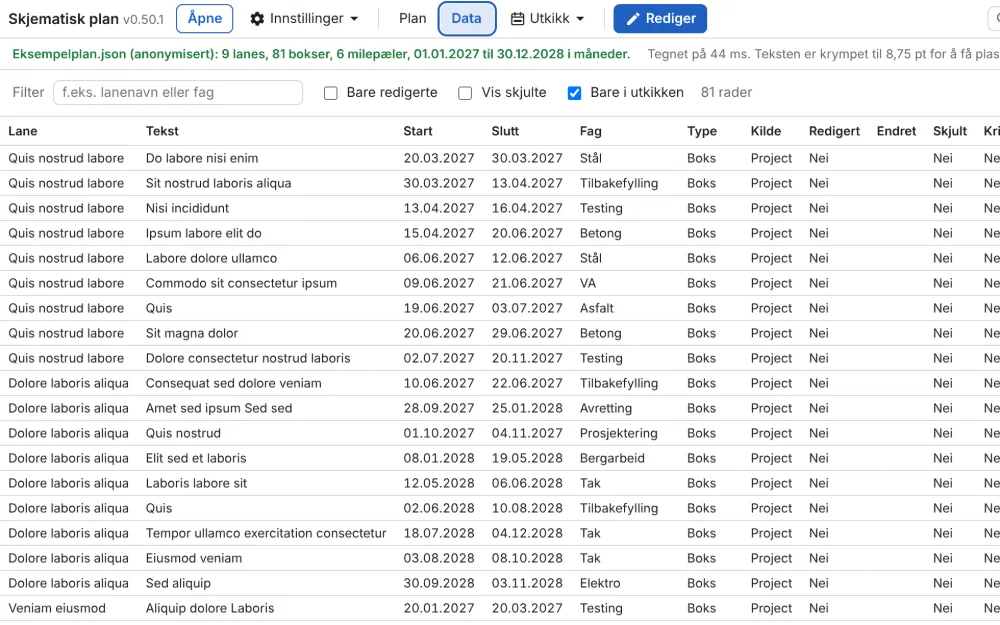 Skjematisk plan v0.50.1 Åpne Innstillinger Plan Data Utkikk Rediger
Eksempelplan.json (anonymisert): 9 lanes, 81 bokser, 6 milepæler, 01.01.2027 til 30.12.2028 i måneder. Tegnet på 44 ms. Teksten er krympet til 8,75 pt for å få plas
Filter f.eks. lanenavn eller fag Bare redigerte Vis skjulte Bare i utkikken 81 rader
Lane Tekst Start Slutt Fag Type Kilde Redigert Endret Skjult Kri
Quis nostrud labore Do labore nisi enim 20.03.2027 30.03.2027 Stål Boks Project Nei Nei Ne
Quis nostrud labore Sit nostrud laboris aliqua 30.03.2027 13.04.2027 Tilbakefylling Boks Project Nei Nei Ne
Quis nostrud labore Nisi incididunt 13.04.2027 16.04.2027 Testing Boks Project Nei Nei Ne
Quis nostrud labore Ipsum labore elit do 15.04.2027 20.06.2027 Betong Boks Project Nei Nei Ne
Quis nostrud labore Labore dolore ullamco 06.06.2027 12.06.2027 Stål Boks Project Nei Nei Ne
Quis nostrud labore Commodo sit consectetur ipsum 09.06.2027 21.06.2027 VA Boks Project Nei Nei Ne
Quis nostrud labore Quis 19.06.2027 03.07.2027 Asfalt Boks Project Nei Nei Ne
Quis nostrud labore Sit magna dolor 20.06.2027 29.06.2027 Betong Boks Project Nei Nei Ne
Quis nostrud labore Dolore consectetur nostrud laboris 02.07.2027 20.11.2027 Testing Boks Project Nei Nei Ne
Dolore laboris aliqua Consequat sed dolore veniam 10.06.2027 22.06.2027 Tilbakefylling Boks Project Nei Nei Ne
Dolore laboris aliqua Amet sed ipsum Sed sed 28.09.2027 25.01.2028 Avretting Boks Project Nei Nei Ne
Dolore laboris aliqua Quis nostrud 01.10.2027 04.11.2027 Prosjektering Boks Project Nei Nei Ne
Dolore laboris aliqua Elit sed et laboris 08.01.2028 19.05.2028 Bergarbeid Boks Project Nei Nei Ne
Dolore laboris aliqua Laboris labore sit 12.05.2028 06.06.2028 Tak Boks Project Nei Nei Ne
Dolore laboris aliqua Quis 02.06.2028 10.08.2028 Tilbakefylling Boks Project Nei Nei Ne
Dolore laboris aliqua Tempor ullamco exercitation consectetur 18.07.2028 04.12.2028 Tak Boks Project Nei Nei Ne
Dolore laboris aliqua Eiusmod veniam 03.08.2028 08.10.2028 Tak Boks Project Nei Nei Ne
Dolore laboris aliqua Sed aliquip 30.09.2028 03.11.2028 Elektro Boks Project Nei Nei Ne
Veniam eiusmod Aliquip dolore Laboris 20.01.2027 20.03.2027 Testing Boks Project Nei Nei Ne